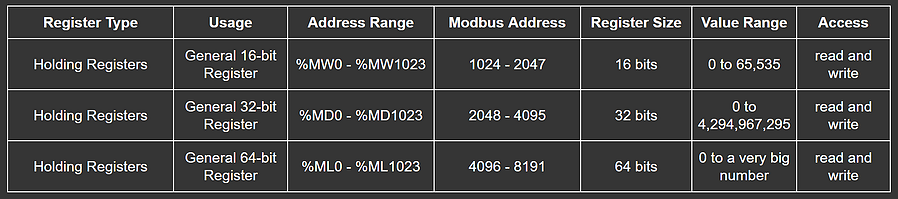 Register Type Usage Address Range Modbus Address Register Size Value Range Access
Holding Registers General 16-bit Register %MW0 - %MW1023 1024 - 2047 16 bits 0 to 65,535 read and write
Holding Registers General 32-bit Register %MD0 - %MD1023 2048 - 4095 32 bits 0 to 4,294,967,295 read and write
Holding Registers General 64-bit Register %ML0 - %ML1023 4096 - 8191 64 bits 0 to a very big number read and write